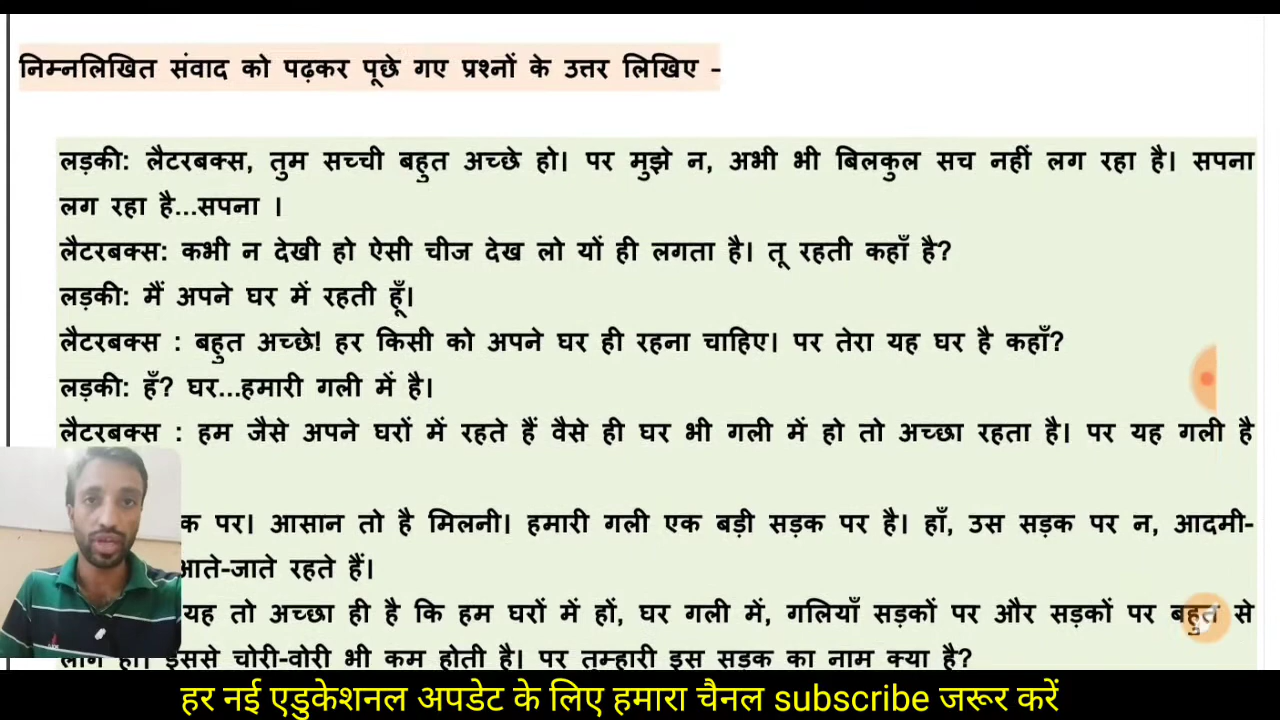 निम्नलिखित संवाद को पढ़कर पूछे गए प्रश्नों के उत्तर लिखिए -
लड़की: लैटरबक्स, तुम सच्ची बहुत अच्छे हो। पर मुझे न, अभी भी बिलकुल सच नहीं लग रहा है। सपना
लग रहा है...सपना ।
लैटरबक्स: कभी न देखी हो ऐसी चीज देख लो यों ही लगता है। तू रहती कहाँ है?
लड़की: मैं अपने घर में रहती हूँ।
लैटरबक्स : बहुत अच्छे! हर किसी को अपने घर ही रहना चाहिए। पर तेरा यह घर है कहाँ?
लड़की: हँ? घर...हमारी गली में है।
लैटरबक्स : हम जैसे अपने घरों में रहते हैं वैसे ही घर भी गली में हो तो अच्छा रहता है। पर यह गली है
पर। आसान तो है मिलनी। हमारी गली एक बड़ी सड़क पर है। हाँ, उस सड़क पर न, आदमी-
आते-जाते रहते हैं।
यह तो अच्छा ही है कि हम घरों में हों, घर गली में, गलियाँ सड़कों पर और सड़कों पर बहुत से
लोग हों। इससे चोरी-वोरी भी कम होती है। पर तुम्हारी इस सड़क का नाम क्या है?
हर नई एडुकेशनल अपडेट के लिए हमारा चैनल subscribe जरूर करें